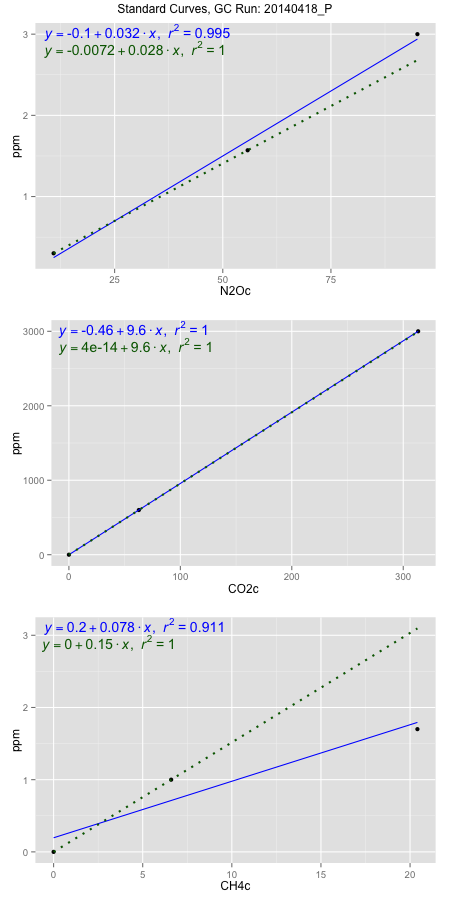 Standard Curves, GC Run: 20140418_P
y = -0.1 + 0.032 · x, r² = 0.995
y = -0.0072 + 0.028 · x, r² = 1
3
2
1
ppm
25 50 75
N2Oc
y = -0.46 + 9.6 · x, r² = 1
y = 4e-14 + 9.6 · x, r² = 1
3000
2000
1000
0
ppm
0 100 200 300
CO2c
y = 0.2 + 0.078 · x, r² = 0.911
y = 0 + 0.15 · x, r² = 1
3
2
1
0
ppm
0 5 10 15 20
CH4c